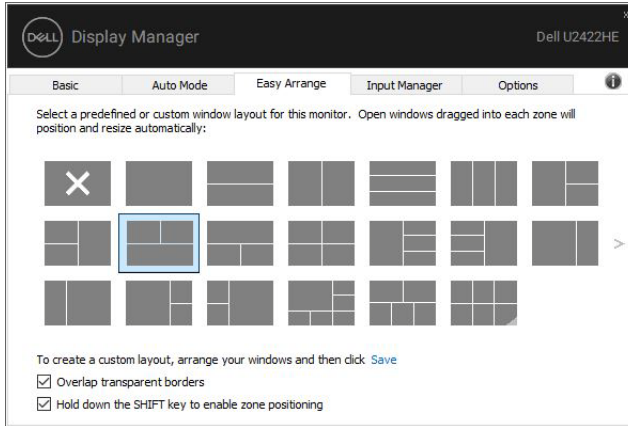 DELL Display Manager
Dell U2422HE
Basic Auto Mode Easy Arrange Input Manager Options
Select a predefined or custom window layout for this monitor. Open windows dragged into each zone will
position and resize automatically:
To create a custom layout, arrange your windows and then click Save
Overlap transparent borders
Hold down the SHIFT key to enable zone positioning